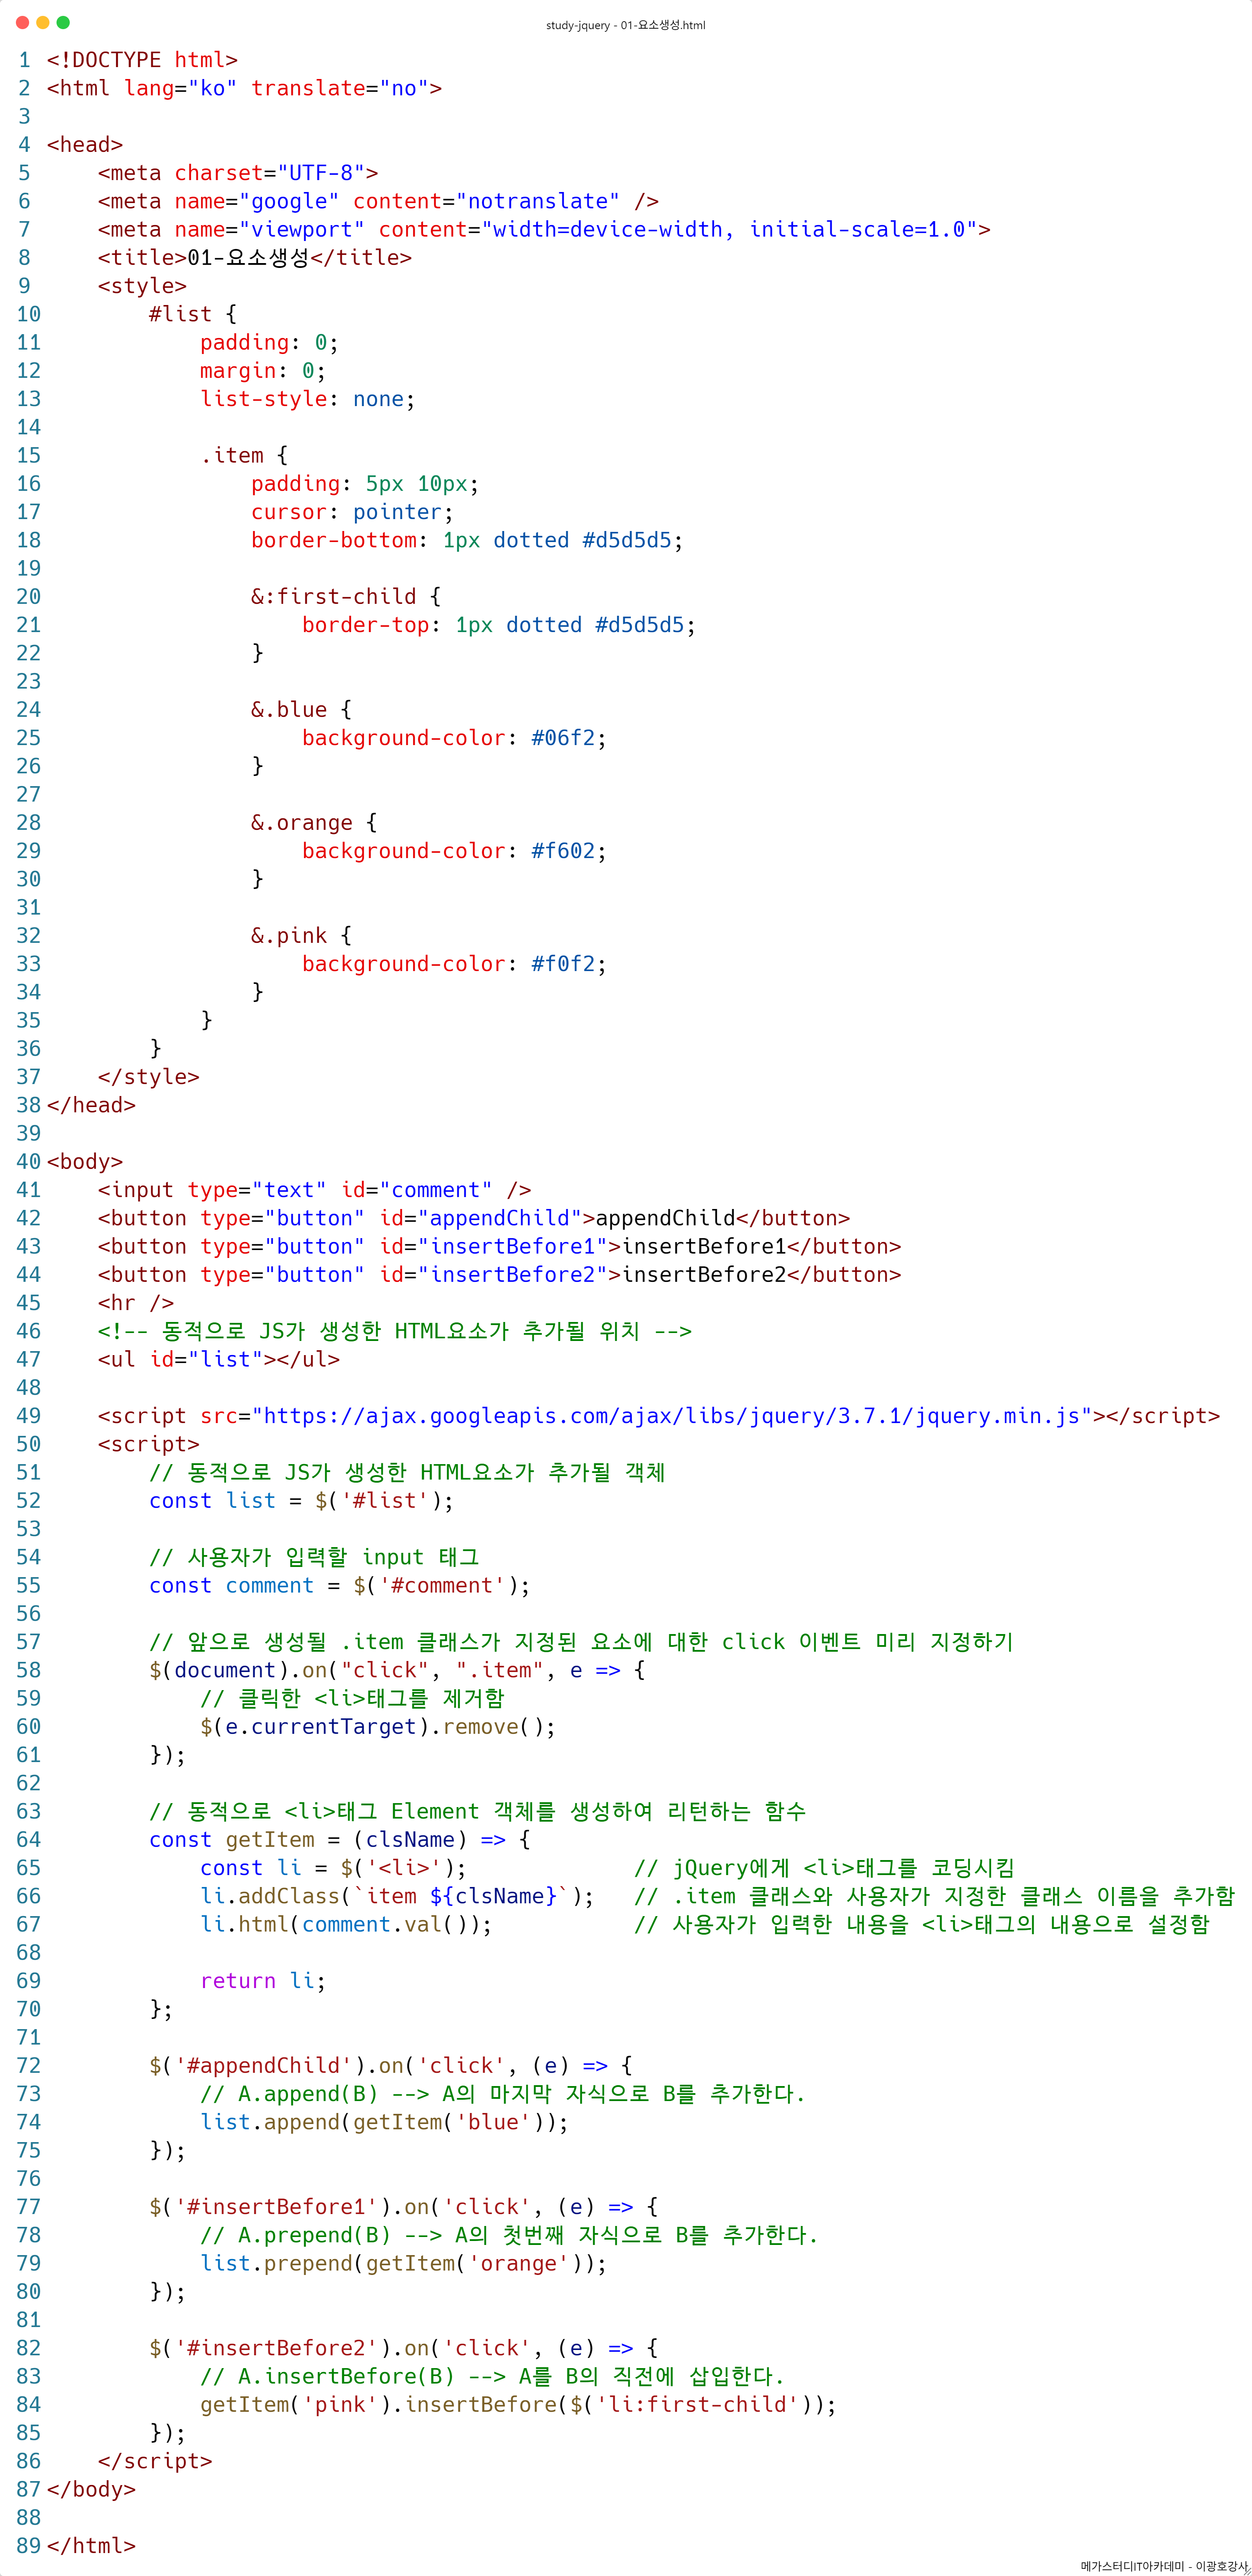 study-jquery - 01-요소생성.html
1 <!DOCTYPE html>
2 <html lang="ko" translate="no">
3
4 <head>
5     <meta charset="UTF-8">
6     <meta name="google" content="notranslate" />
7     <meta name="viewport" content="width=device-width, initial-scale=1.0">
8     <title>01-요소생성</title>
9     <style>
10         #list {
11             padding: 0;
12             margin: 0;
13             list-style: none;
14
15             .item {
16                 padding: 5px 10px;
17                 cursor: pointer;
18                 border-bottom: 1px dotted #d5d5d5;
19
20                 &:first-child {
21                     border-top: 1px dotted #d5d5d5;
22                 }
23
24                 &.blue {
25                     background-color: #06f2;
26                 }
27
28                 &.orange {
29                     background-color: #f602;
30                 }
31
32                 &.pink {
33                     background-color: #f0f2;
34                 }
35             }
36         }
37     </style>
38 </head>
39
40 <body>
41     <input type="text" id="comment" />
42     <button type="button" id="appendChild">appendChild</button>
43     <button type="button" id="insertBefore1">insertBefore1</button>
44     <button type="button" id="insertBefore2">insertBefore2</button>
45     <hr />
46     <!-- 동적으로 JS가 생성한 HTML요소가 추가될 위치 -->
47     <ul id="list"></ul>
48
49     <script src="https://ajax.googleapis.com/ajax/libs/jquery/3.7.1/jquery.min.js"></script>
50     <script>
51         // 동적으로 JS가 생성한 HTML요소가 추가될 객체
52         const list = $('#list');
53
54         // 사용자가 입력할 input 태그
55         const comment = $('#comment');
56
57         // 앞으로 생성될 .item 클래스가 지정된 요소에 대한 click 이벤트 미리 지정하기
58         $(document).on("click", ".item", e => {
59             // 클릭한 <li>태그를 제거함
60             $(e.currentTarget).remove();
61         });
62
63         // 동적으로 <li>태그 Element 객체를 생성하여 리턴하는 함수
64         const getItem = (clsName) => {
65             const li = $('<li>');             // jQuery에게 <li>태그를 코딩시킴
66             li.addClass(`item ${clsName}`);   // .item 클래스와 사용자가 지정한 클래스 이름을 추가함
67             li.html(comment.val());           // 사용자가 입력한 내용을 <li>태그의 내용으로 설정함
68
69             return li;
70         };
71
72         $('#appendChild').on('click', (e) => {
73             // A.append(B) --> A의 마지막 자식으로 B를 추가한다.
74             list.append(getItem('blue'));
75         });
76
77         $('#insertBefore1').on('click', (e) => {
78             // A.prepend(B) --> A의 첫번째 자식으로 B를 추가한다.
79             list.prepend(getItem('orange'));
80         });
81
82         $('#insertBefore2').on('click', (e) => {
83             // A.insertBefore(B) --> A를 B의 직전에 삽입한다.
84             getItem('pink').insertBefore($('li:first-child'));
85         });
86     </script>
87 </body>
88
89 </html>
메가스터디IT아카데미 - 이광호강사